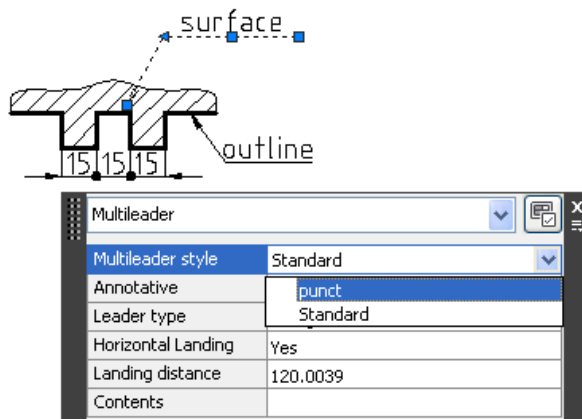 surface
outline
15 15 15
Multileader
Multileader style Standard
Annotative punct
Leader type Standard
Horizontal Landing Yes
Landing distance 120.0039
Contents